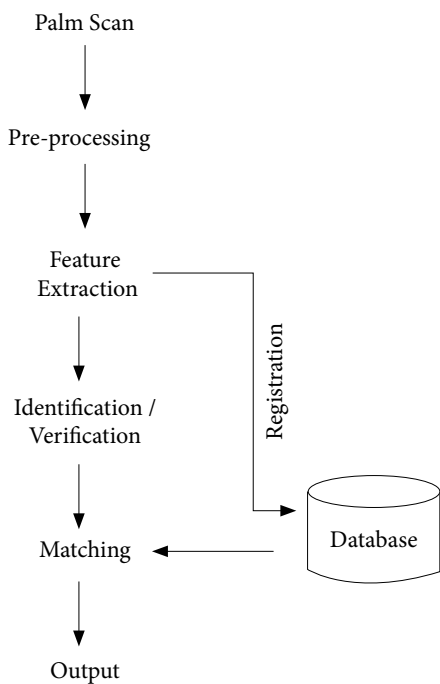 Palm Scan
Pre-processing
Feature
Extraction
Registration
Identification /
Verification
Database
Matching
Output